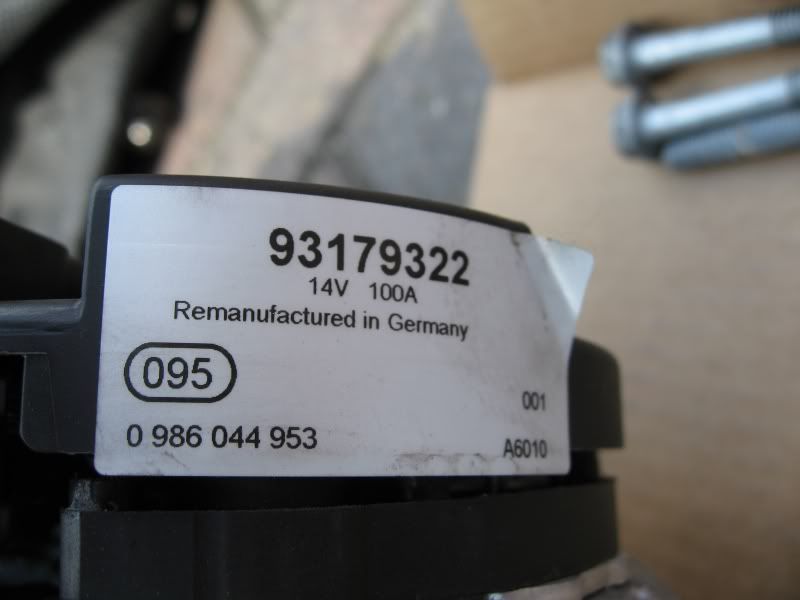 93179322
14V 100A
Remanufactured in Germany
095
001
0 986 044 953
A6010